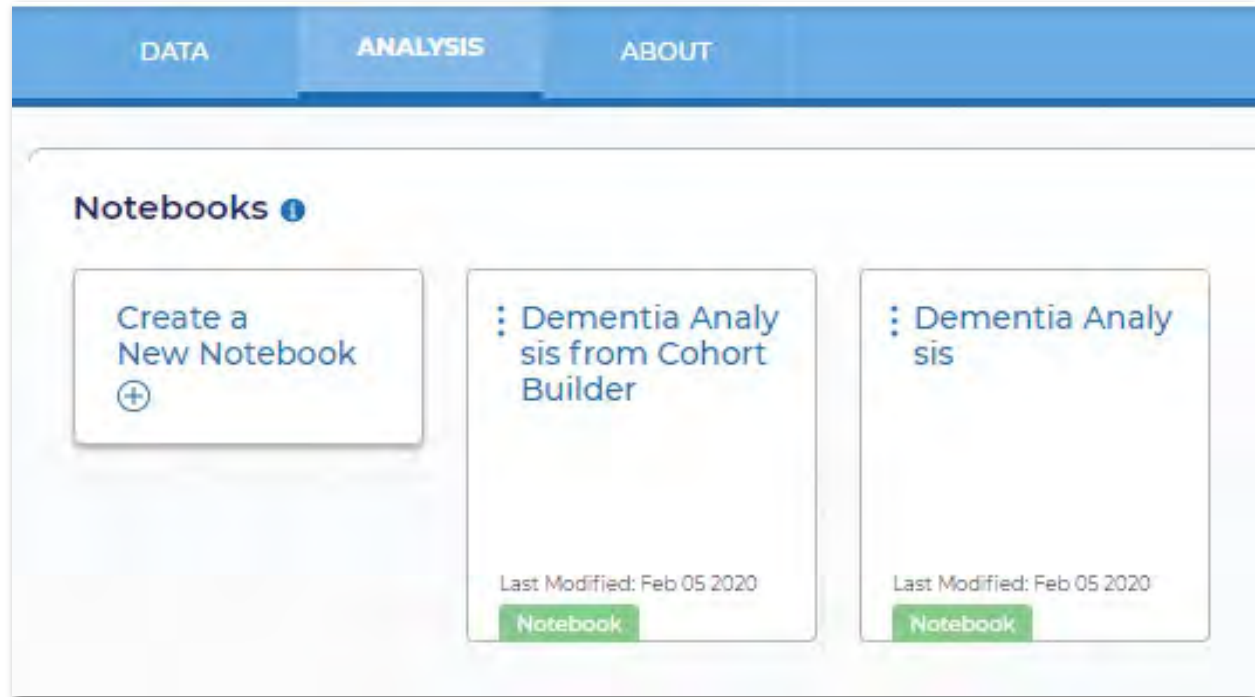 DATA ANALYSIS ABOUT
Notebooks
Create a
New Notebook
Dementia Analy
sis from Cohort
Builder
Last Modified: Feb 05 2020
Notebook
Dementia Analy
sis
Last Modified: Feb 05 2020
Notebook